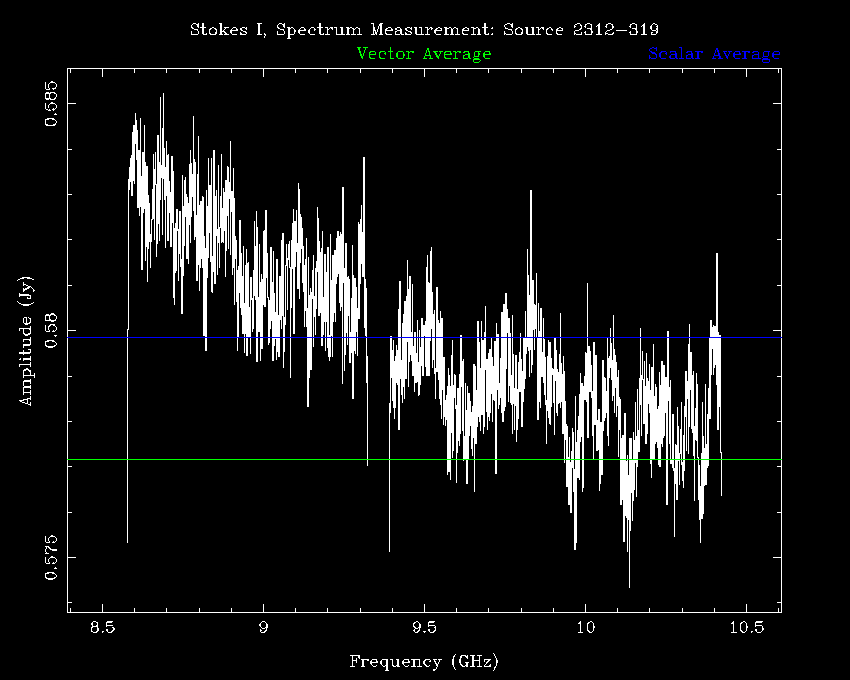 Stokes I, Spectrum Measurement: Source 2312−319
Vector Average Scalar Average
0.585
0.58
0.575
Amplitude (Jy)
8.5 9 9.5 10 10.5
Frequency (GHz)